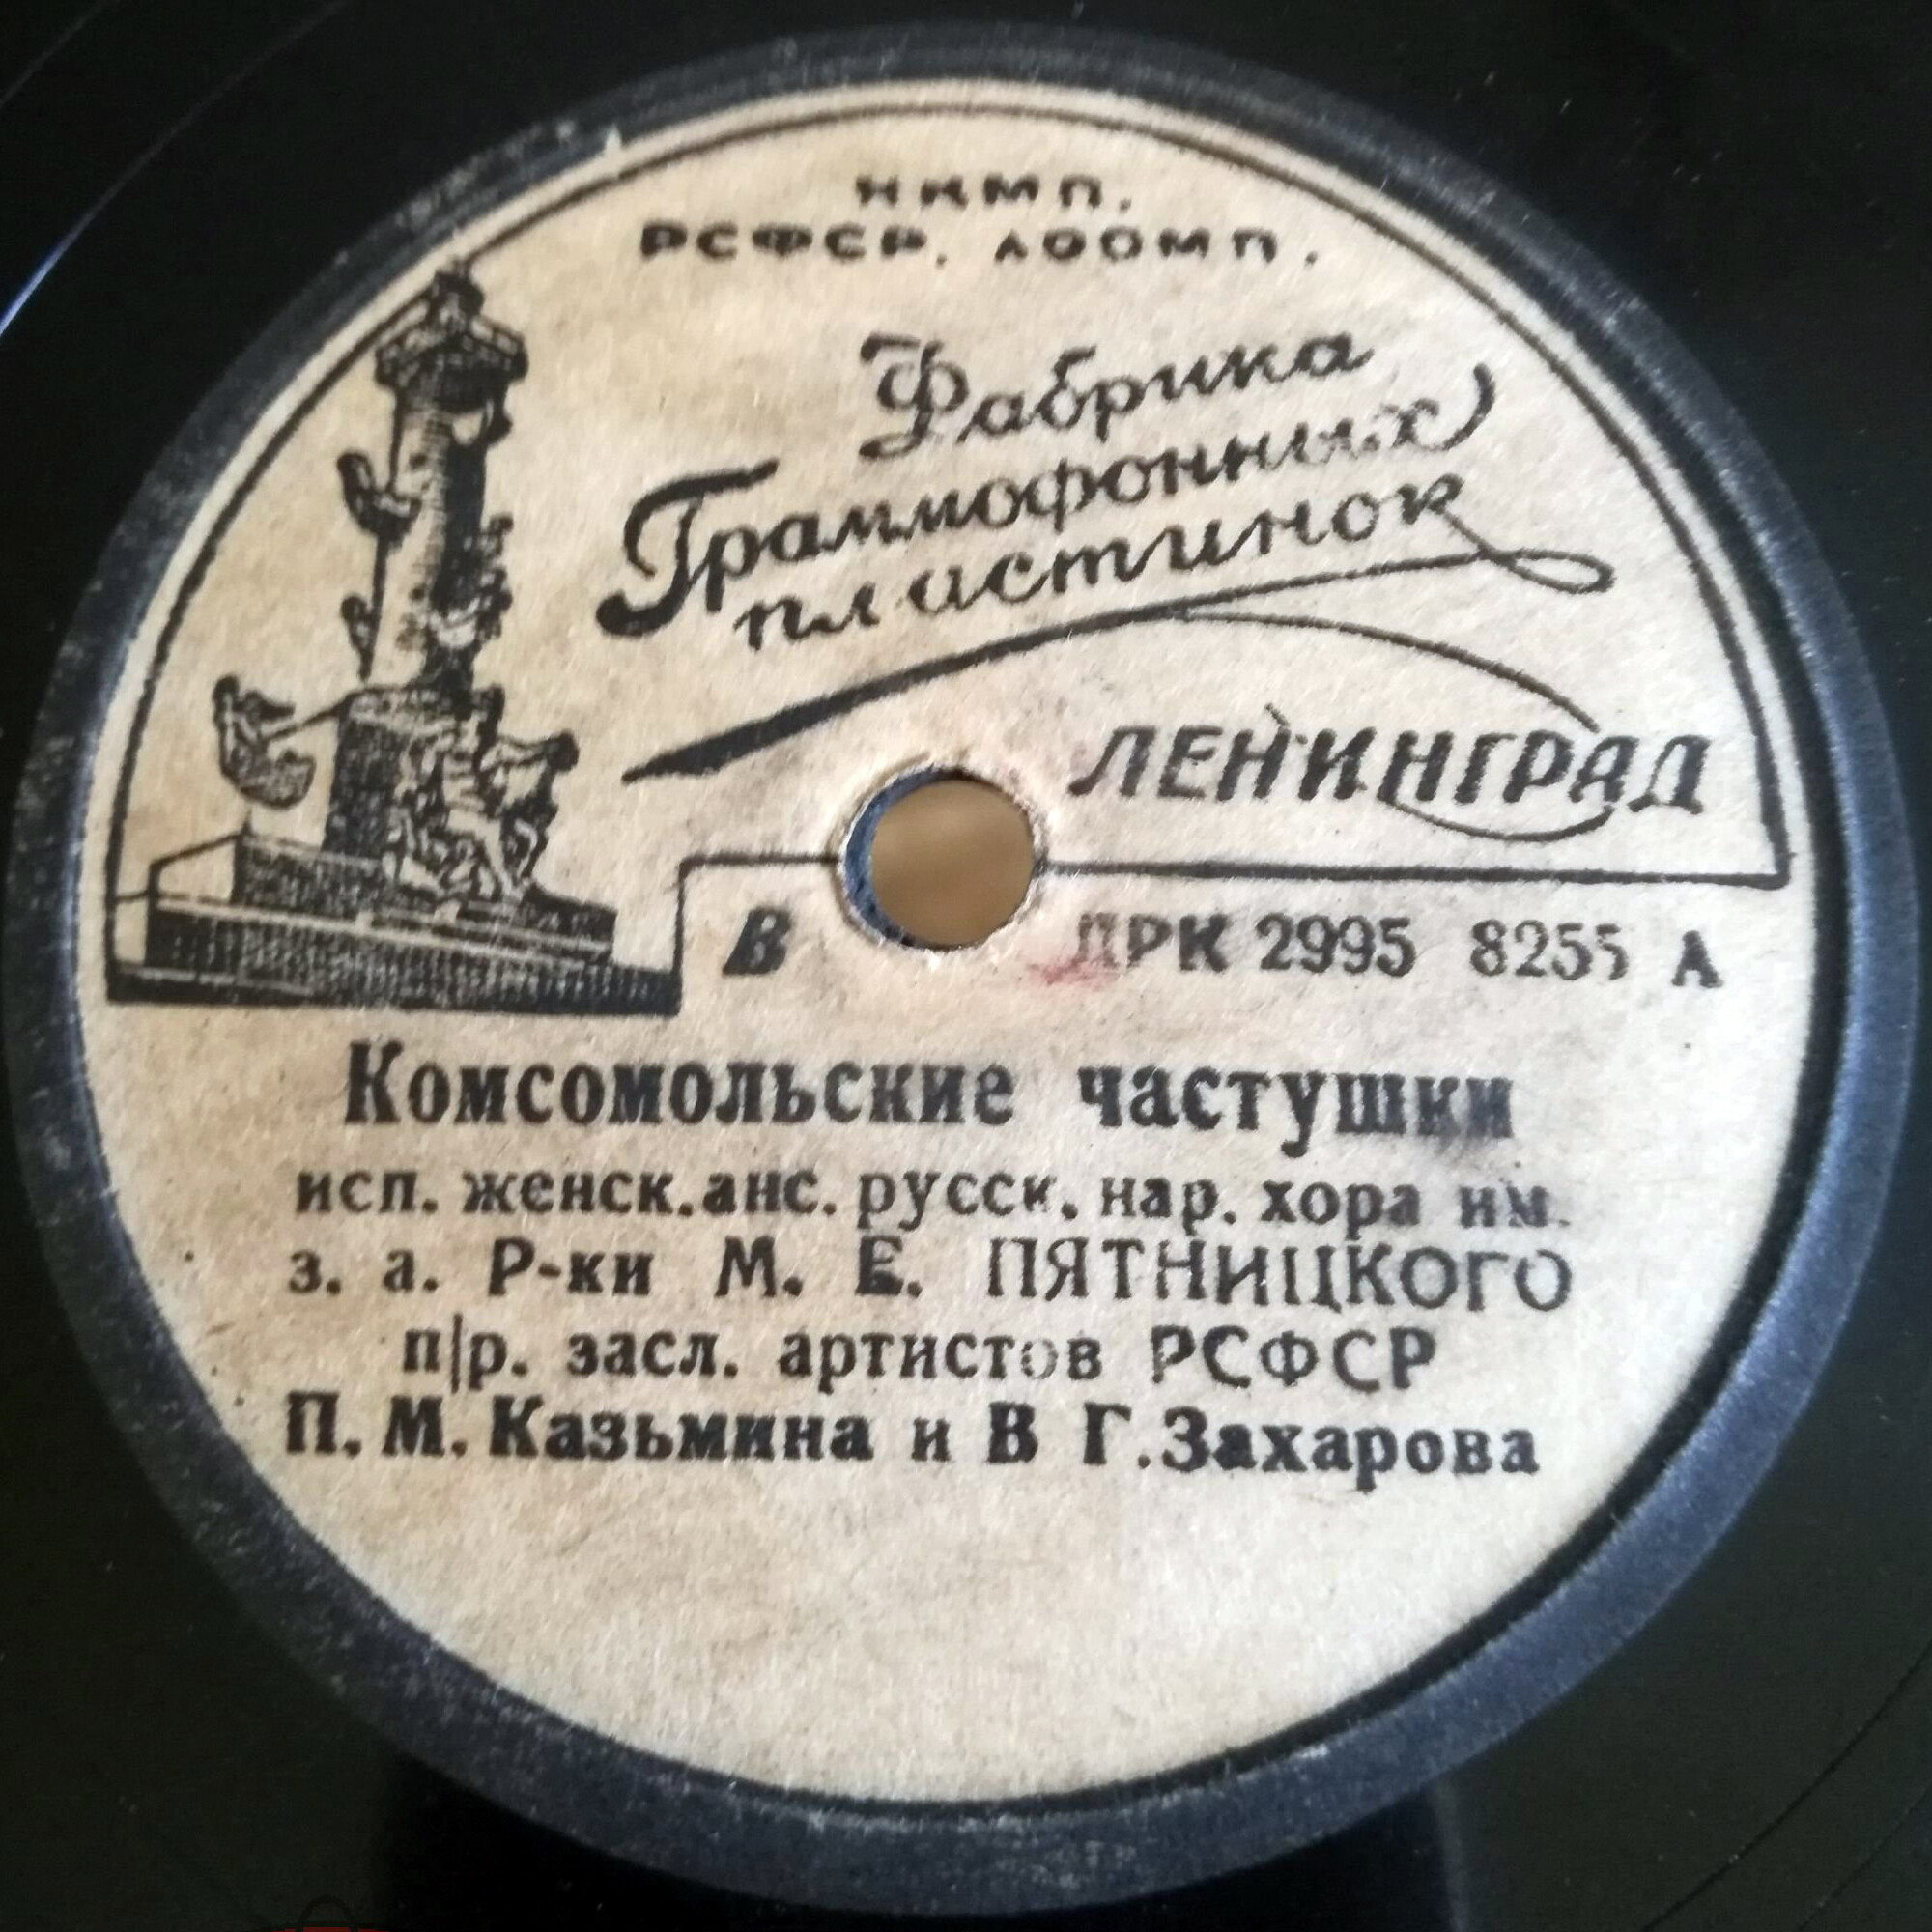 НКМП.
РСФСР. ЛООМП.
Фабрика
Граммофонных
пластинок
ЛЕНИНГРАД
В ЛРК 2995 8255 А
Комсомольские частушки
исп. женск.анс. русск. нар. хора им.
з. а. Р-ки М. Е. ПЯТНИЦКОГО
п|р. засл. артистов РСФСР
П. М. Казьмина и В Г. Захарова